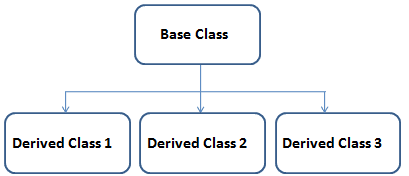 Base Class
Derived Class 1
Derived Class 2
Derived Class 3